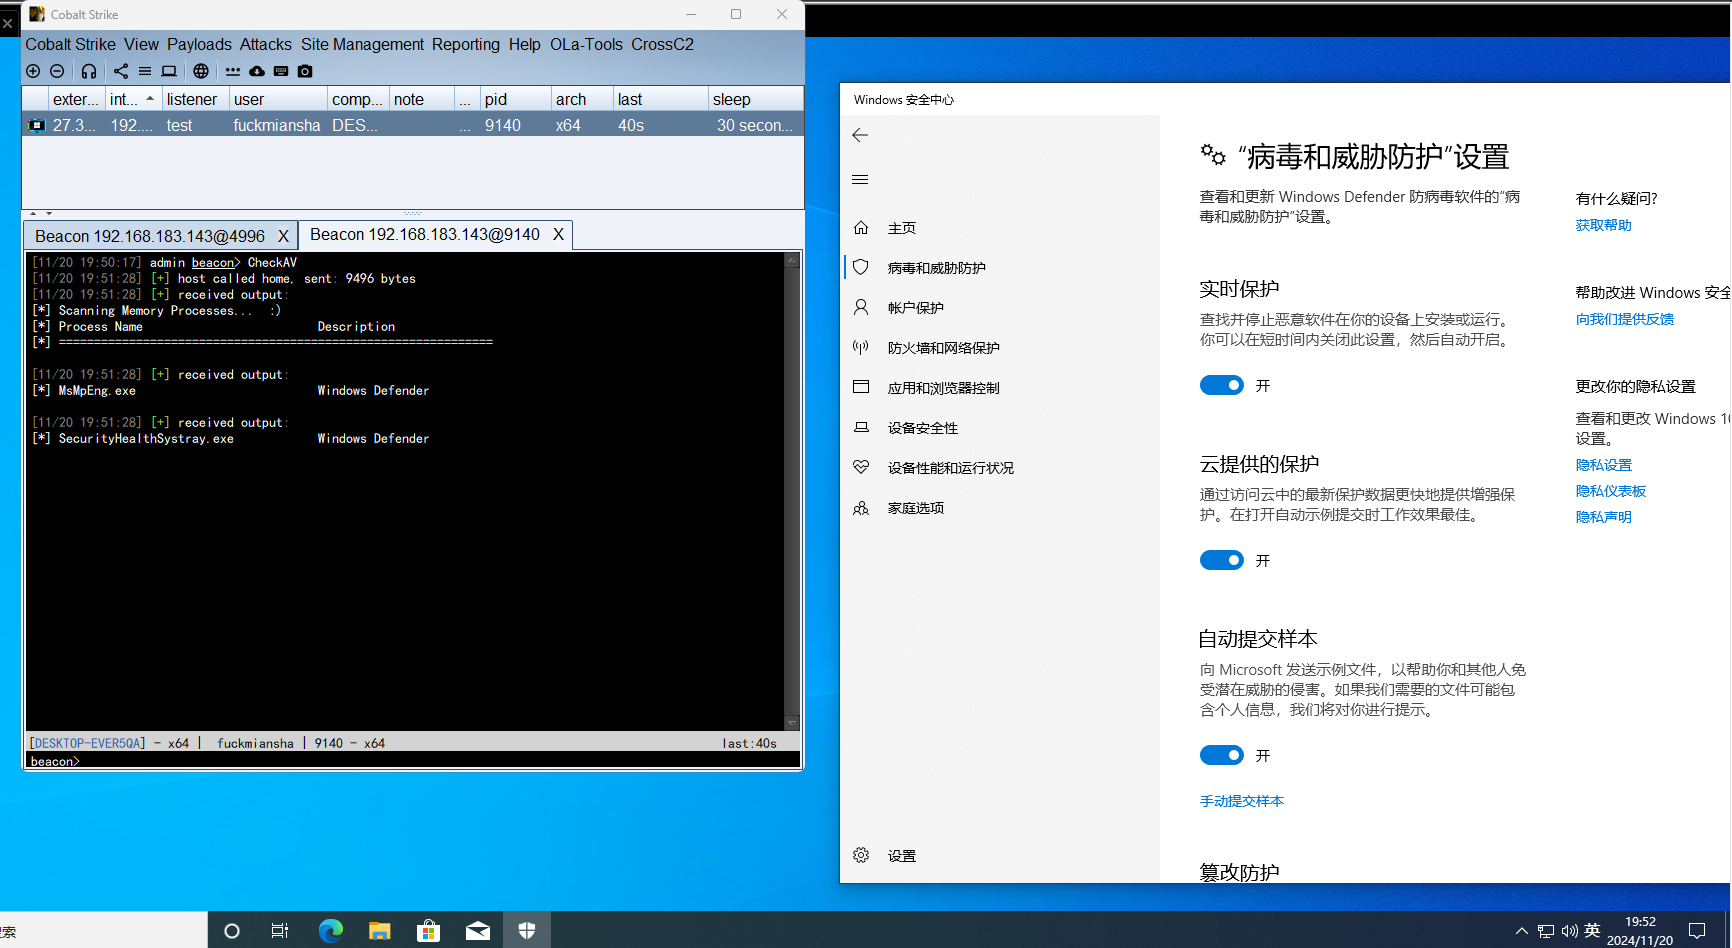 Cobalt Strike
Cobalt Strike View Payloads Attacks Site Management Reporting Help OLa-Tools CrossC2
exter... int... listener user comp... note ... pid arch last sleep
27.3... 192.... test fuckmiansha DES... ... 9140 x64 40s 30 secon...
Beacon 192.168.183.143@4996 X Beacon 192.168.183.143@9140 X
[11/20 19:50:17] admin beacon> CheckAV
[11/20 19:51:28] [+] host called home, sent: 9496 bytes
[11/20 19:51:28] [+] received output:
[*] Scanning Memory Processes... :)
[*] Process Name Description
[*] ==============================================================
[11/20 19:51:28] [+] received output:
[*] MsMpEng.exe Windows Defender
[11/20 19:51:28] [+] received output:
[*] SecurityHealthSystray.exe Windows Defender
[DESKTOP-EVER5QA] - x64 | fuckmiansha | 9140 - x64 last:40s
beacon>
Windows 安全中心
主页
病毒和威胁防护
帐户保护
防火墙和网络保护
应用和浏览器控制
设备安全性
设备性能和运行状况
家庭选项
设置
“病毒和威胁防护”设置
查看和更新 Windows Defender 防病毒软件的“病
毒和威胁防护”设置。
实时保护
查找并停止恶意软件在你的设备上安装或运行。
你可以在短时间内关闭此设置，然后自动开启。
开
云提供的保护
通过访问云中的最新保护数据更快地提供增强保
护。在打开自动示例提交时工作效果最佳。
开
自动提交样本
向 Microsoft 发送示例文件，以帮助你和其他人免
受潜在威胁的侵害。如果我们需要的文件可能包
含个人信息，我们将对你进行提示。
开
手动提交样本
篡改防护
有什么疑问?
获取帮助
帮助改进 Windows 安全
向我们提供反馈
更改你的隐私设置
查看和更改 Windows 10
设置。
隐私设置
隐私仪表板
隐私声明
索
英
19:52
2024/11/20